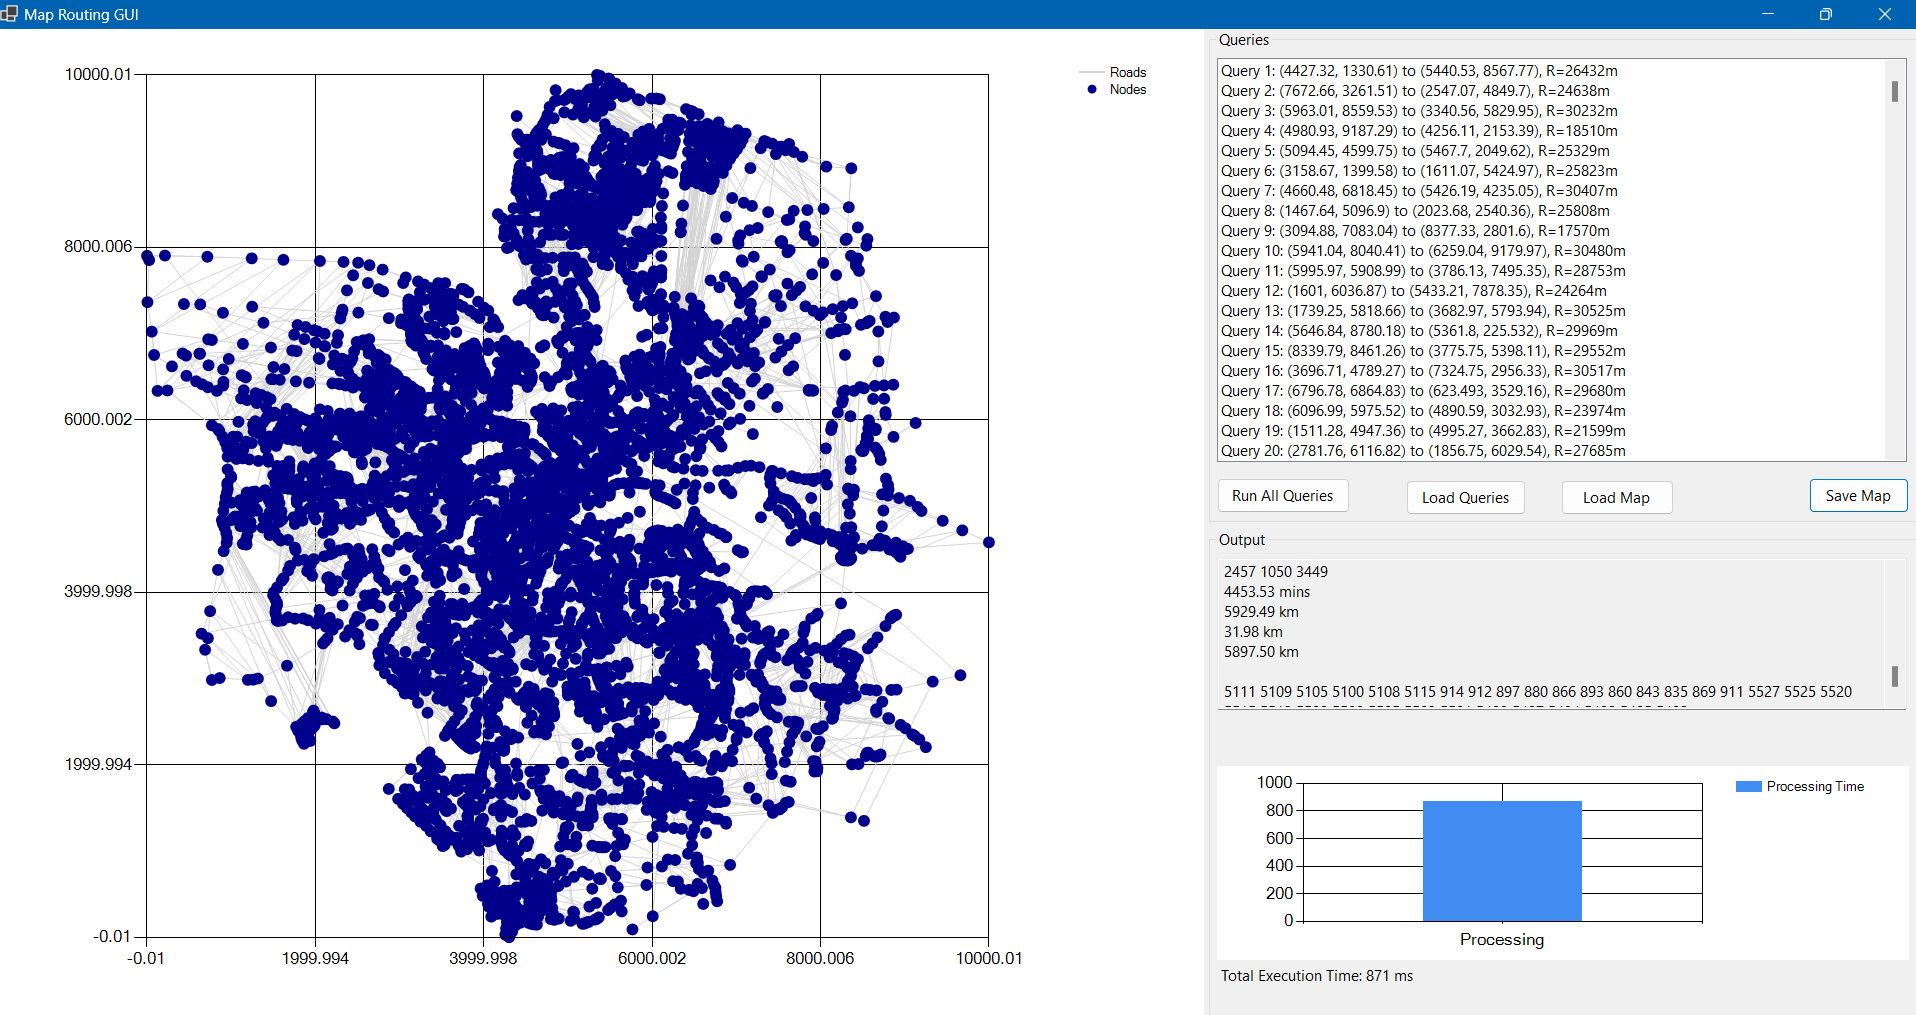 Map Routing GUI
10000.01
8000.006
6000.002
3999.998
1999.994
-0.01
-0.01 1999.994 3999.998 6000.002 8000.006 10000.01
Roads
Nodes
Queries
Query 1: (4427.32, 1330.61) to (5440.53, 8567.77), R=26432m
Query 2: (7672.66, 3261.51) to (2547.07, 4849.7), R=24638m
Query 3: (5963.01, 8559.53) to (3340.56, 5829.95), R=30232m
Query 4: (4980.93, 9187.29) to (4256.11, 2153.39), R=18510m
Query 5: (5094.45, 4599.75) to (5467.7, 2049.62), R=25329m
Query 6: (3158.67, 1399.58) to (1611.07, 5424.97), R=25823m
Query 7: (4660.48, 6818.45) to (5426.19, 4235.05), R=30407m
Query 8: (1467.64, 5096.9) to (2023.68, 2540.36), R=25808m
Query 9: (3094.88, 7083.04) to (8377.33, 2801.6), R=17570m
Query 10: (5941.04, 8040.41) to (6259.04, 9179.97), R=30480m
Query 11: (5995.97, 5908.99) to (3786.13, 7495.35), R=28753m
Query 12: (1601, 6036.87) to (5433.21, 7878.35), R=24264m
Query 13: (1739.25, 5818.66) to (3682.97, 5793.94), R=30525m
Query 14: (5646.84, 8780.18) to (5361.8, 225.532), R=29969m
Query 15: (8339.79, 8461.26) to (3775.75, 5398.11), R=29552m
Query 16: (3696.71, 4789.27) to (7324.75, 2956.33), R=30517m
Query 17: (6796.78, 6864.83) to (623.493, 3529.16), R=29680m
Query 18: (6096.99, 5975.52) to (4890.59, 3032.93), R=23974m
Query 19: (1511.28, 4947.36) to (4995.27, 3662.83), R=21599m
Query 20: (2781.76, 6116.82) to (1856.75, 6029.54), R=27685m
Run All Queries Load Queries Load Map Save Map
Output
2457 1050 3449
4453.53 mins
5929.49 km
31.98 km
5897.50 km
5111 5109 5105 5100 5108 5115 914 912 897 880 866 893 860 843 835 869 911 5527 5525 5520
1000
800
600
400
200
0
Processing
Processing Time
Total Execution Time: 871 ms